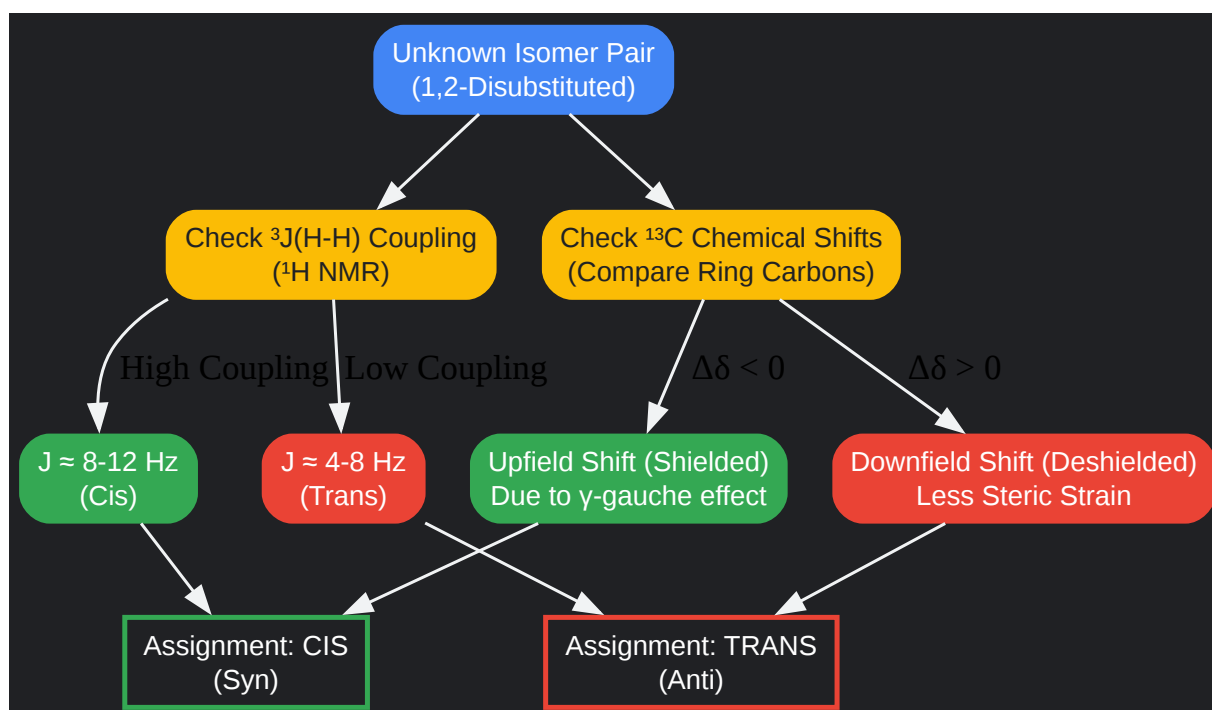 Unknown Isomer Pair
(1,2-Disubstituted)
Check ³J(H-H) Coupling
(¹H NMR)
Check ¹³C Chemical Shifts
(Compare Ring Carbons)
High Coupling
Low Coupling
Δδ < 0
Δδ > 0
J ≈ 8-12 Hz
(Cis)
J ≈ 4-8 Hz
(Trans)
Upfield Shift (Shielded)
Due to γ-gauche effect
Downfield Shift (Deshielded)
Less Steric Strain
Assignment: CIS
(Syn)
Assignment: TRANS
(Anti)